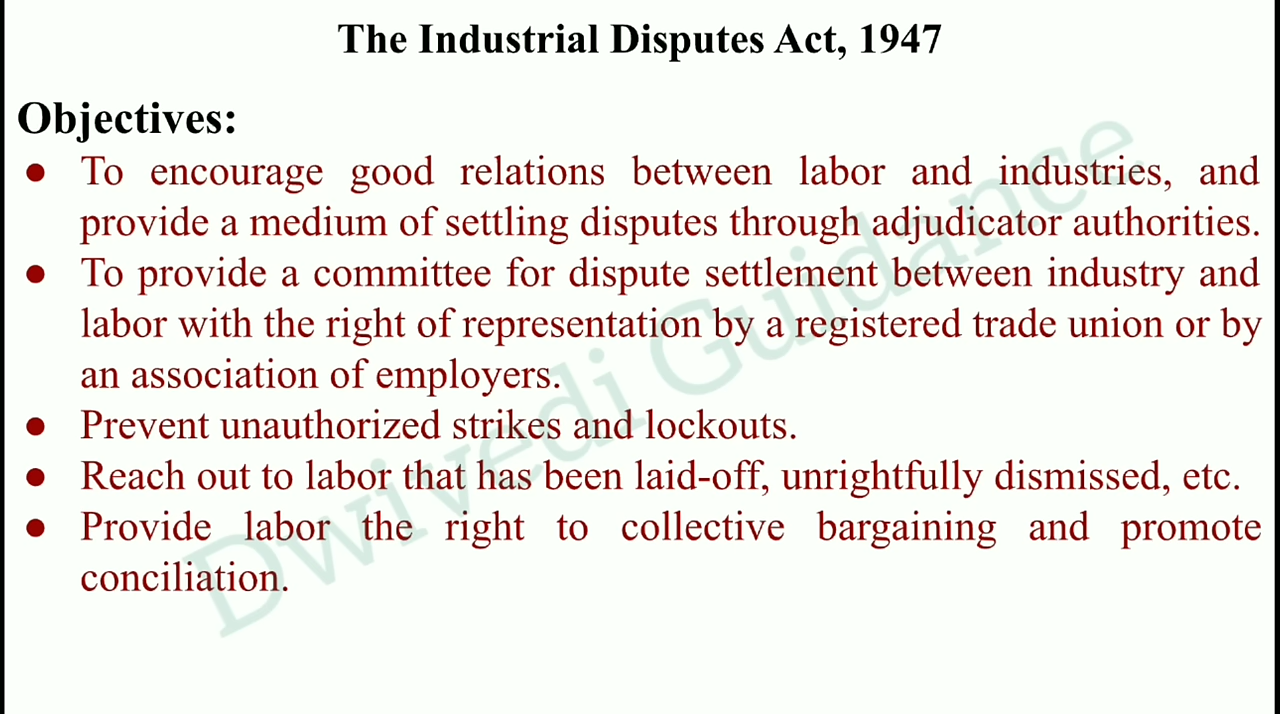 The Industrial Disputes Act, 1947
Objectives:
● To encourage good relations between labor and industries, and
provide a medium of settling disputes through adjudicator authorities.
● To provide a committee for dispute settlement between industry and
labor with the right of representation by a registered trade union or by
an association of employers.
● Prevent unauthorized strikes and lockouts.
● Reach out to labor that has been laid-off, unrightfully dismissed, etc.
● Provide labor the right to collective bargaining and promote
conciliation.
Dwivedi Guidance